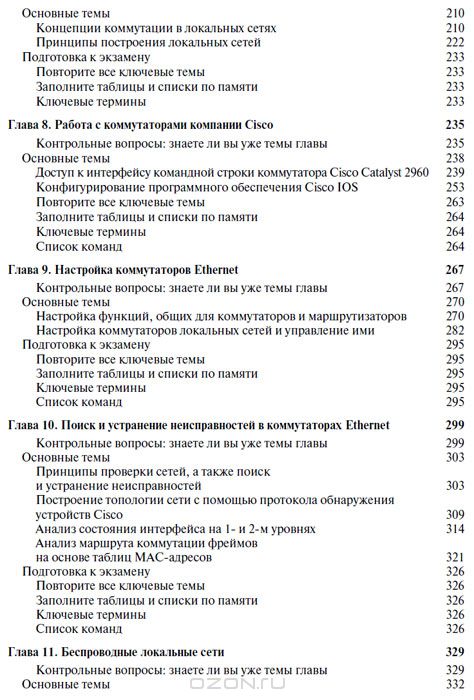 Основные темы 210
Концепции коммутации в локальных сетях 210
Принципы построения локальных сетей 222
Подготовка к экзамену 233
Повторите все ключевые темы 233
Заполните таблицы и списки по памяти 233
Ключевые термины 233
Глава 8. Работа с коммутаторами компании Cisco 235
Контрольные вопросы: знаете ли вы уже темы главы 235
Основные темы 238
Доступ к интерфейсу командной строки коммутатора Cisco Catalyst 2960 239
Конфигурирование программного обеспечения Cisco IOS 253
Повторите все ключевые темы 263
Заполните таблицы и списки по памяти 264
Ключевые термины 264
Список команд 264
Глава 9. Настройка коммутаторов Ethernet 267
Контрольные вопросы: знаете ли вы уже темы главы 267
Основные темы 270
Настройка функций, общих для коммутаторов и маршрутизаторов 270
Настройка коммутаторов локальных сетей и управление ими 282
Подготовка к экзамену 295
Повторите все ключевые темы 295
Заполните таблицы и списки по памяти 295
Ключевые термины 295
Список команд 295
Глава 10. Поиск и устранение неисправностей в коммутаторах Ethernet 299
Контрольные вопросы: знаете ли вы уже темы главы 299
Основные темы 303
Принципы проверки сетей, а также поиск
и устранение неисправностей 303
Построение топологии сети с помощью протокола обнаружения
устройств Cisco 309
Анализ состояния интерфейса на 1- и 2-м уровнях 314
Анализ маршрута коммутации фреймов
на основе таблиц MAC-адресов 321
Подготовка к экзамену 326
Повторите все ключевые темы 326
Заполните таблицы и списки по памяти 326
Ключевые термины 326
Список команд 326
Глава 11. Беспроводные локальные сети 329
Контрольные вопросы: знаете ли вы уже темы главы 329
Основные темы 332
ozon.ru